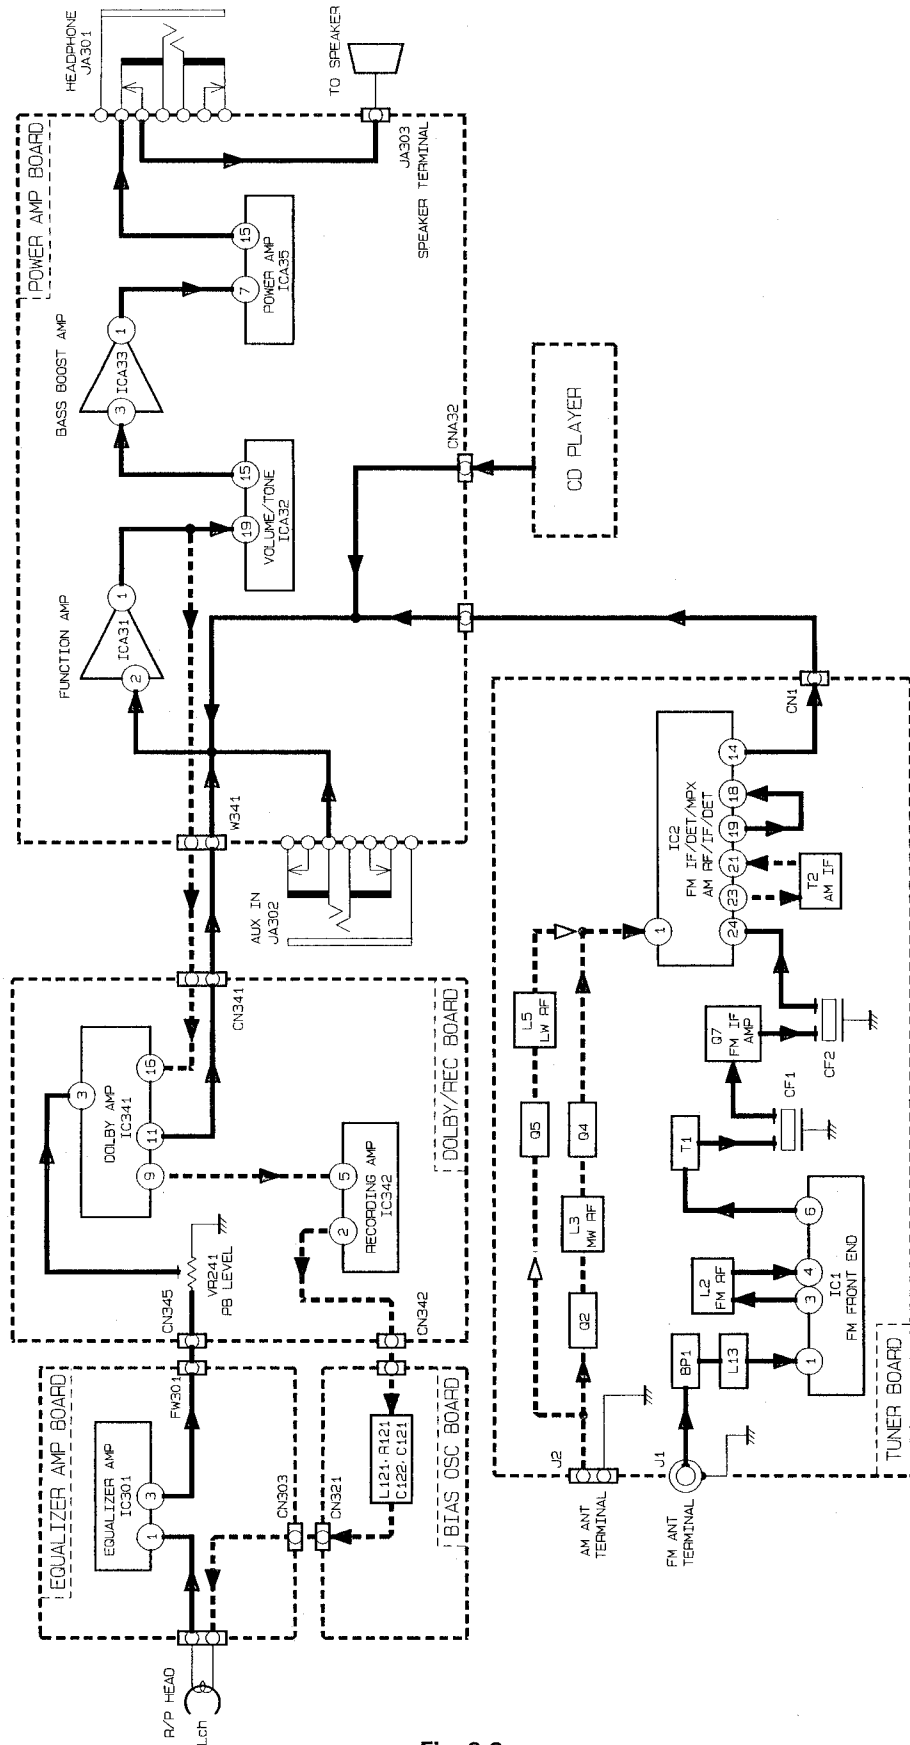 R/P HEAD
Lch
EQUALIZER AMP BOARD
EQUALIZER AMP
IC301
1
3
FW301
CN303
CN321
BIAS OSC BOARD
L121, R121
C122, C121
CN345
VR241
PB LEVEL
CN342
DOLBY/REC BOARD
DOLBY AMP
IC341
3
9
11
16
RECORDING AMP
IC342
2
5
CN341
AUX IN
JA302
W341
POWER AMP BOARD
FUNCTION AMP
ICA31
2
1
VOLUME/TONE
ICA32
19
15
BASS BOOST AMP
ICA33
3
1
POWER AMP
ICA35
7
15
HEADPHONE
JA301
TO SPEAKER
JA303
SPEAKER TERMINAL
CNA32
CD PLAYER
TUNER BOARD
AM ANT
TERMINAL
J2
FM ANT
TERMINAL
J1
Q5
L5
LW RF
Q2
L3
MW RF
Q4
BP1
L13
L2
FM RF
IC1
FM FRONT END
1
3
4
6
T1
CF1
Q7
FM IF
AMP
CF2
IC2
FM IF/DET/MPX
AM RF/IF/DET
1
24
23
21
19
18
14
T2
AM IF
CN1